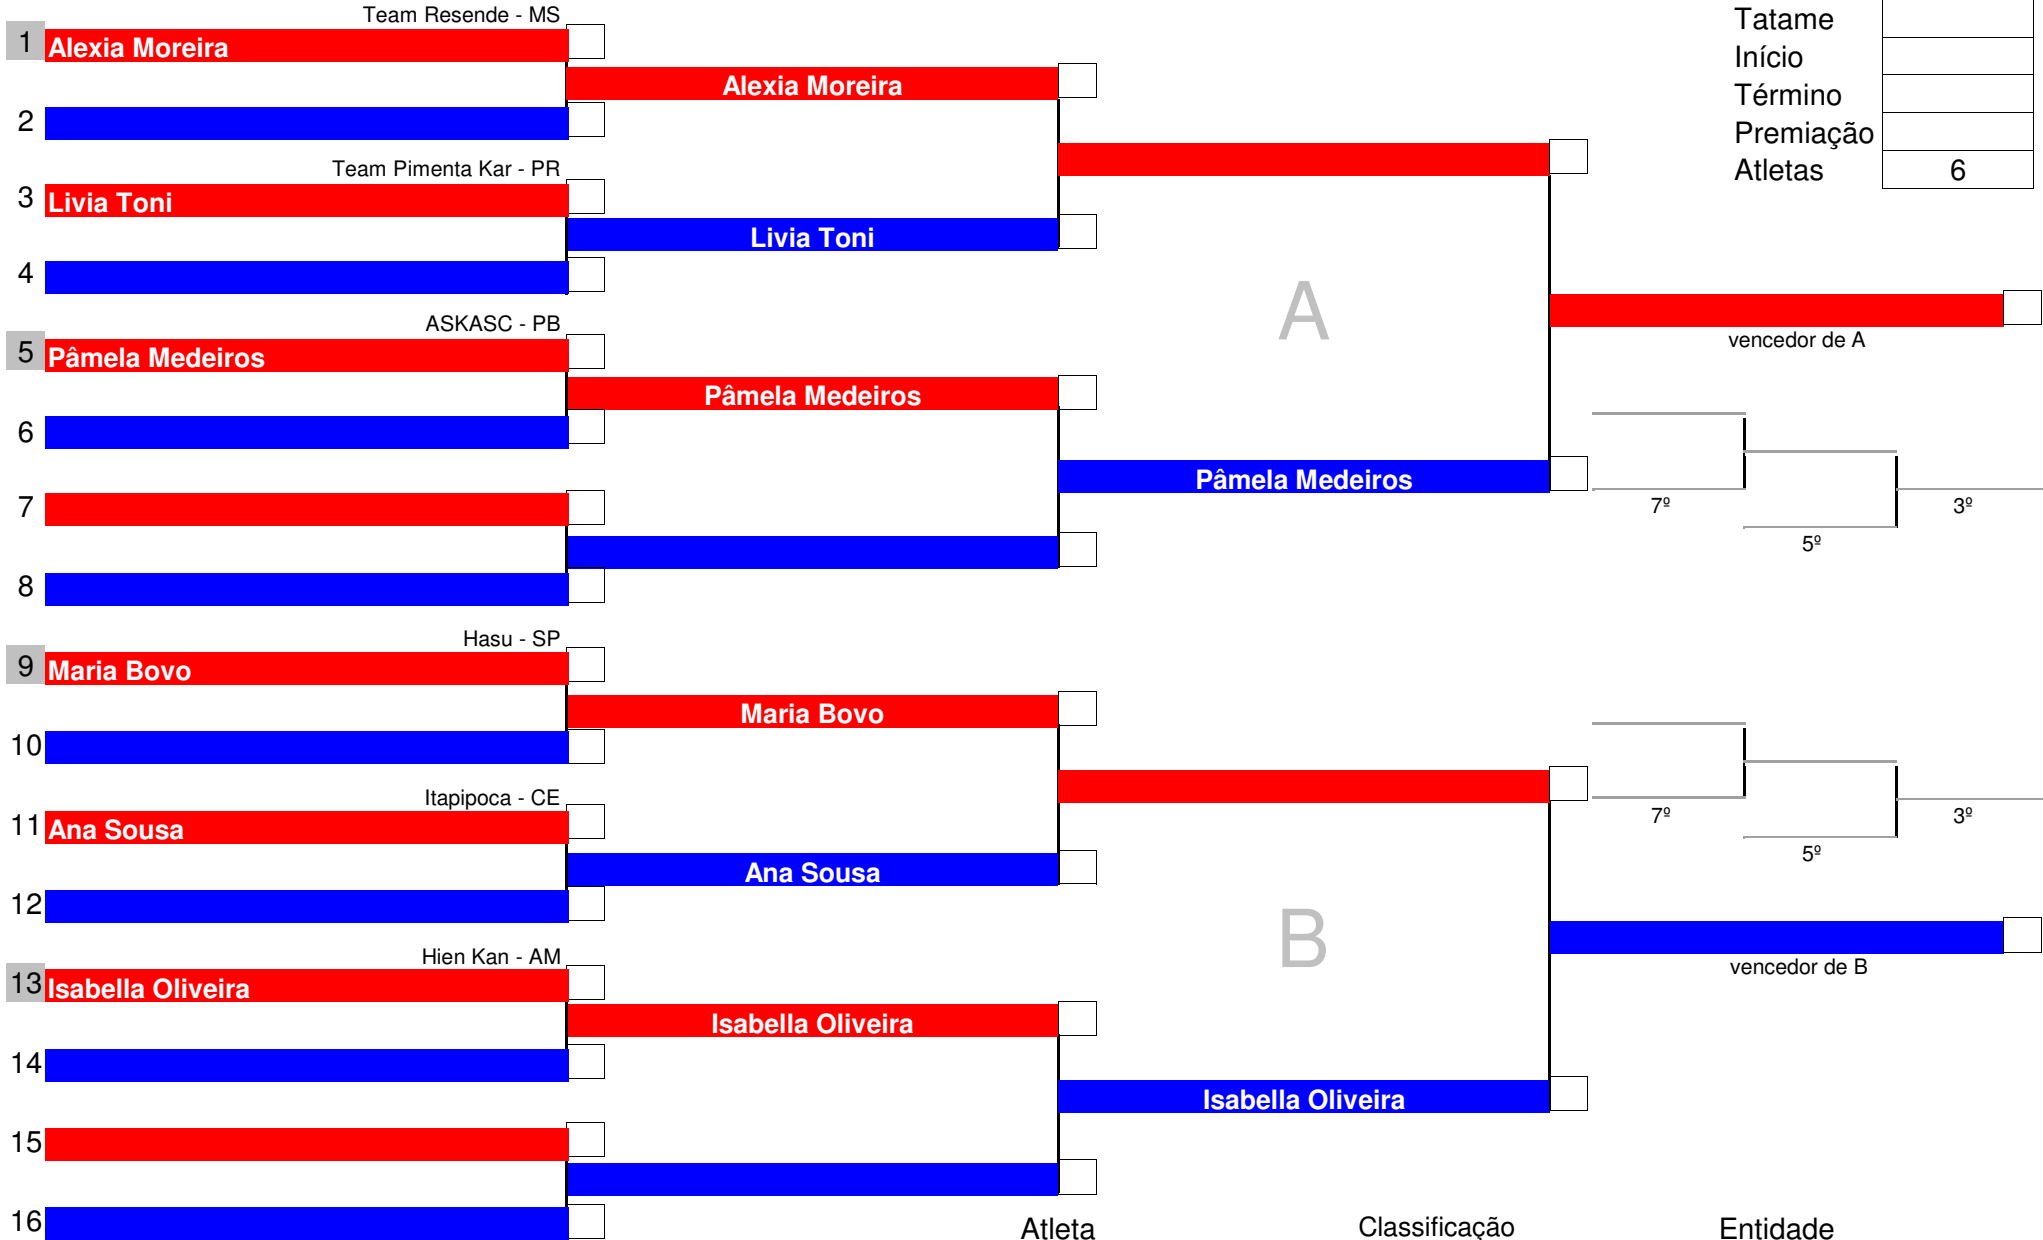 Team Resende - MS
1 Alexia Moreira
Alexia Moreira
2
Team Pimenta Kar - PR
3 Livia Toni
Livia Toni
4
ASKASC - PB
5 Pâmela Medeiros
Pâmela Medeiros
6
Pâmela Medeiros
7
8
A
Tatame
Início
Término
Premiação
Atletas 6
vencedor de A
7º
5º
3º
Hasu - SP
9 Maria Bovo
Maria Bovo
10
Itapipoca - CE
11 Ana Sousa
Ana Sousa
12
Hien Kan - AM
13 Isabella Oliveira
Isabella Oliveira
14
Isabella Oliveira
15
16
B
7º
5º
3º
vencedor de B
Atleta Classificação Entidade